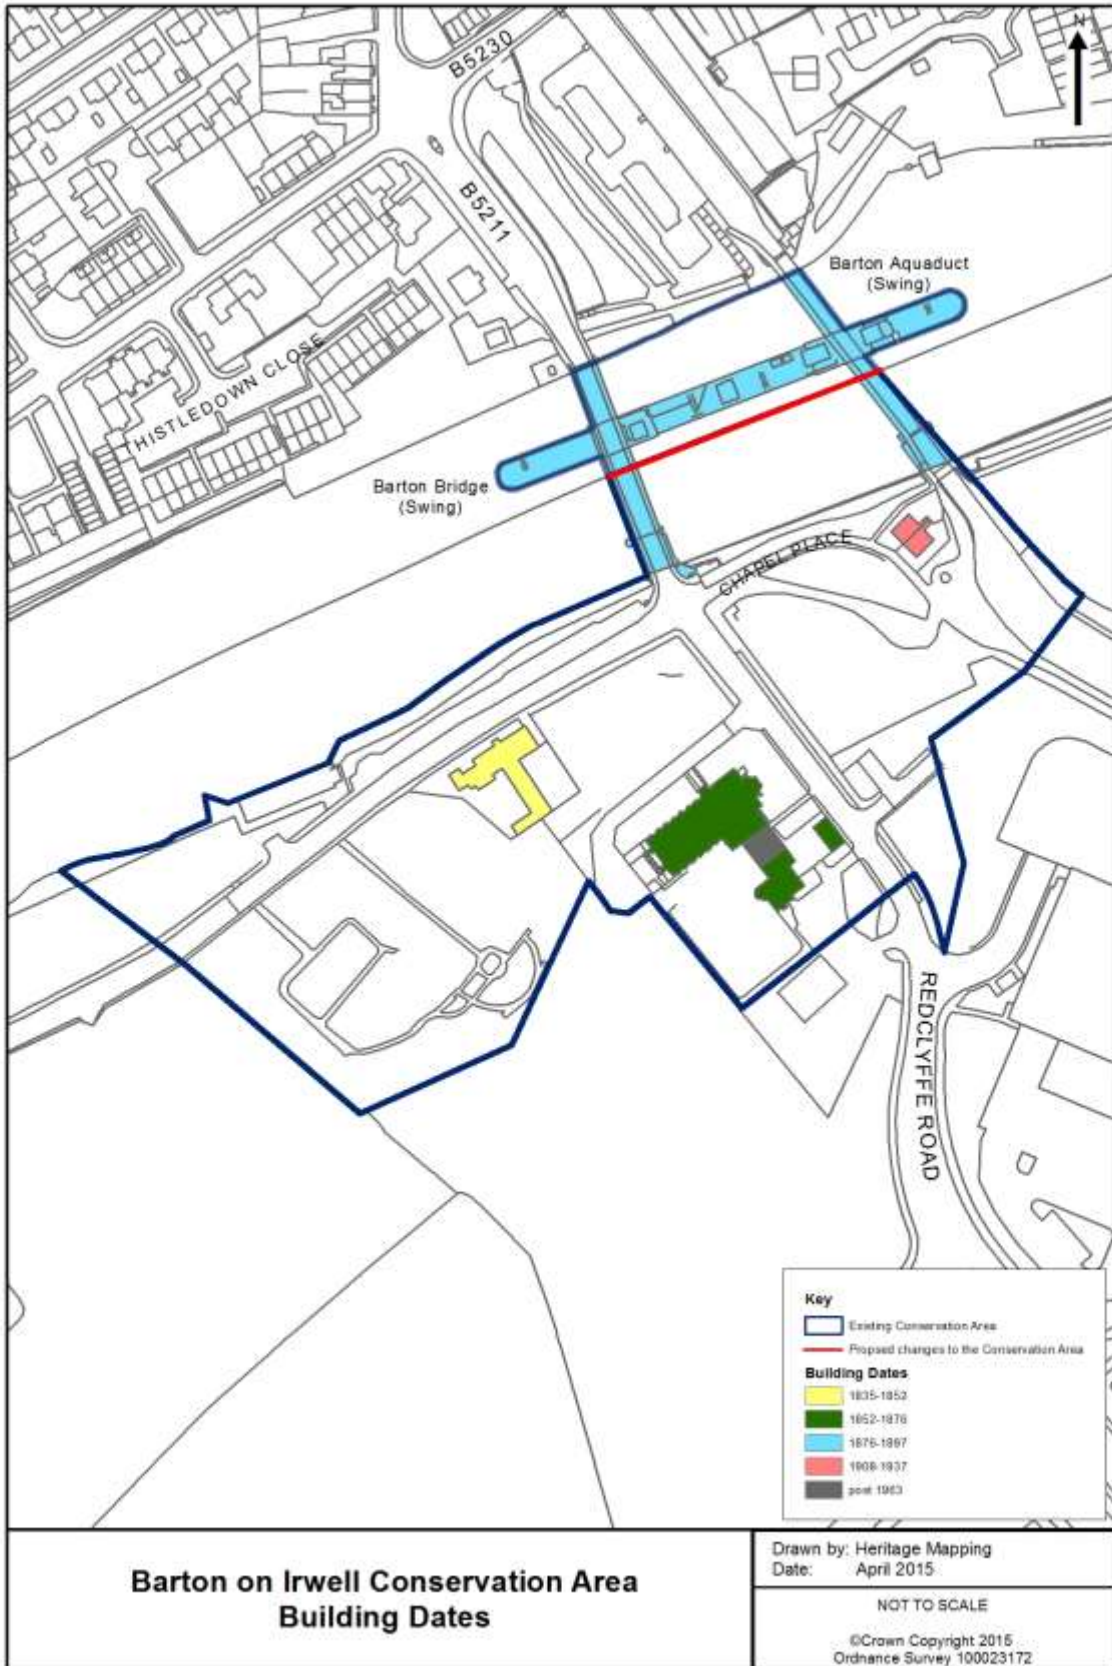 N
B5230
B5211
Barton Aquaduct
(Swing)
THISTLEDOWN CLOSE
Barton Bridge
(Swing)
CHAPEL PLACE
REDCLYFFE ROAD
Key
Existing Conservation Area
Propsed changes to the Conservation Area
Building Dates
1835-1852
1852-1876
1876-1897
1908-1937
post 1963
Barton on Irwell Conservation Area
Building Dates
Drawn by: Heritage Mapping
Date: April 2015
NOT TO SCALE
©Crown Copyright 2015
Ordnance Survey 100023172